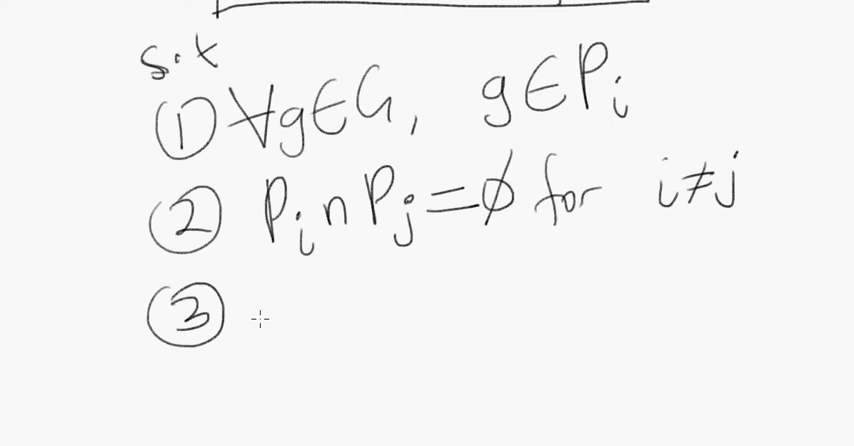 s.t
① ∀g∈G, g∈Pᵢ
② Pᵢ∩Pⱼ=∅ for i≠j
③